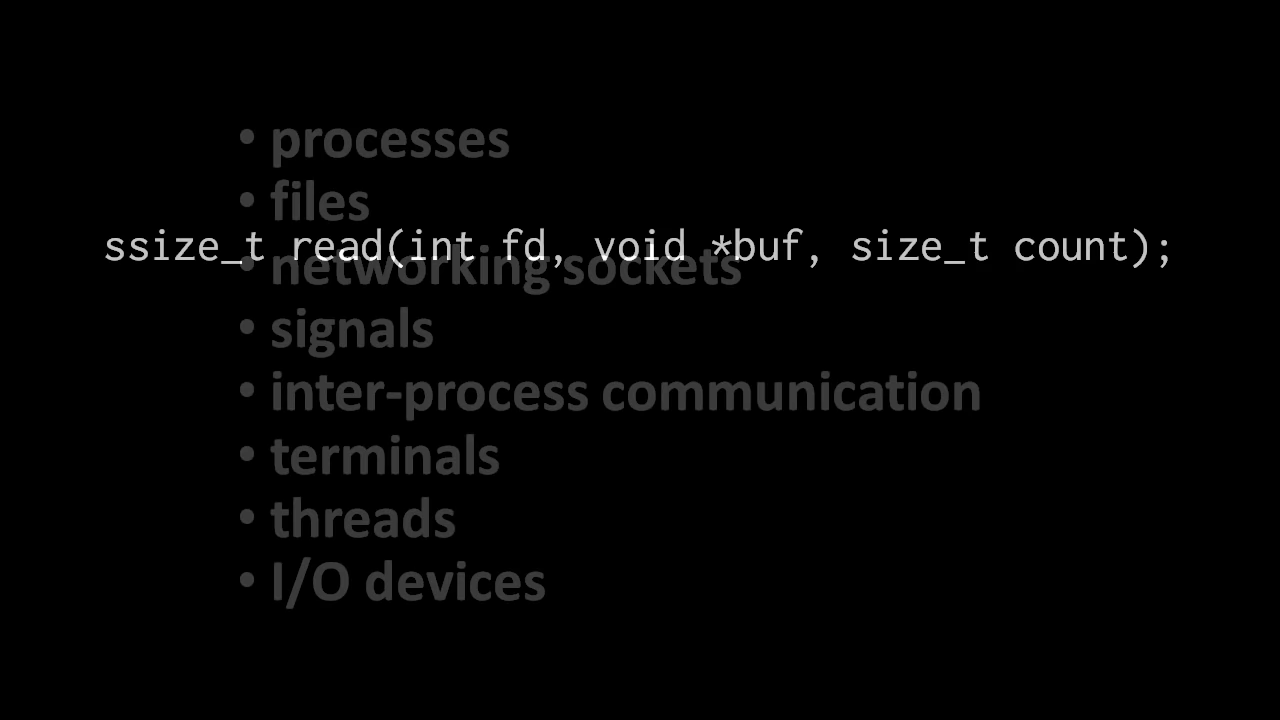 • processes
• files
ssize_t read(int fd, void *buf, size_t count);
• networking sockets
• signals
• inter-process communication
• terminals
• threads
• I/O devices